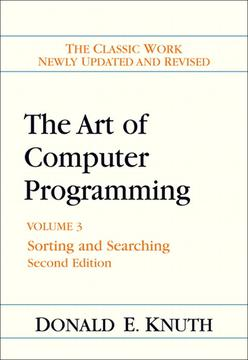 THE CLASSIC WORK
NEWLY UPDATED AND REVISED
The Art of
Computer
Programming
VOLUME 3
Sorting and Searching
Second Edition
DONALD E. KNUTH